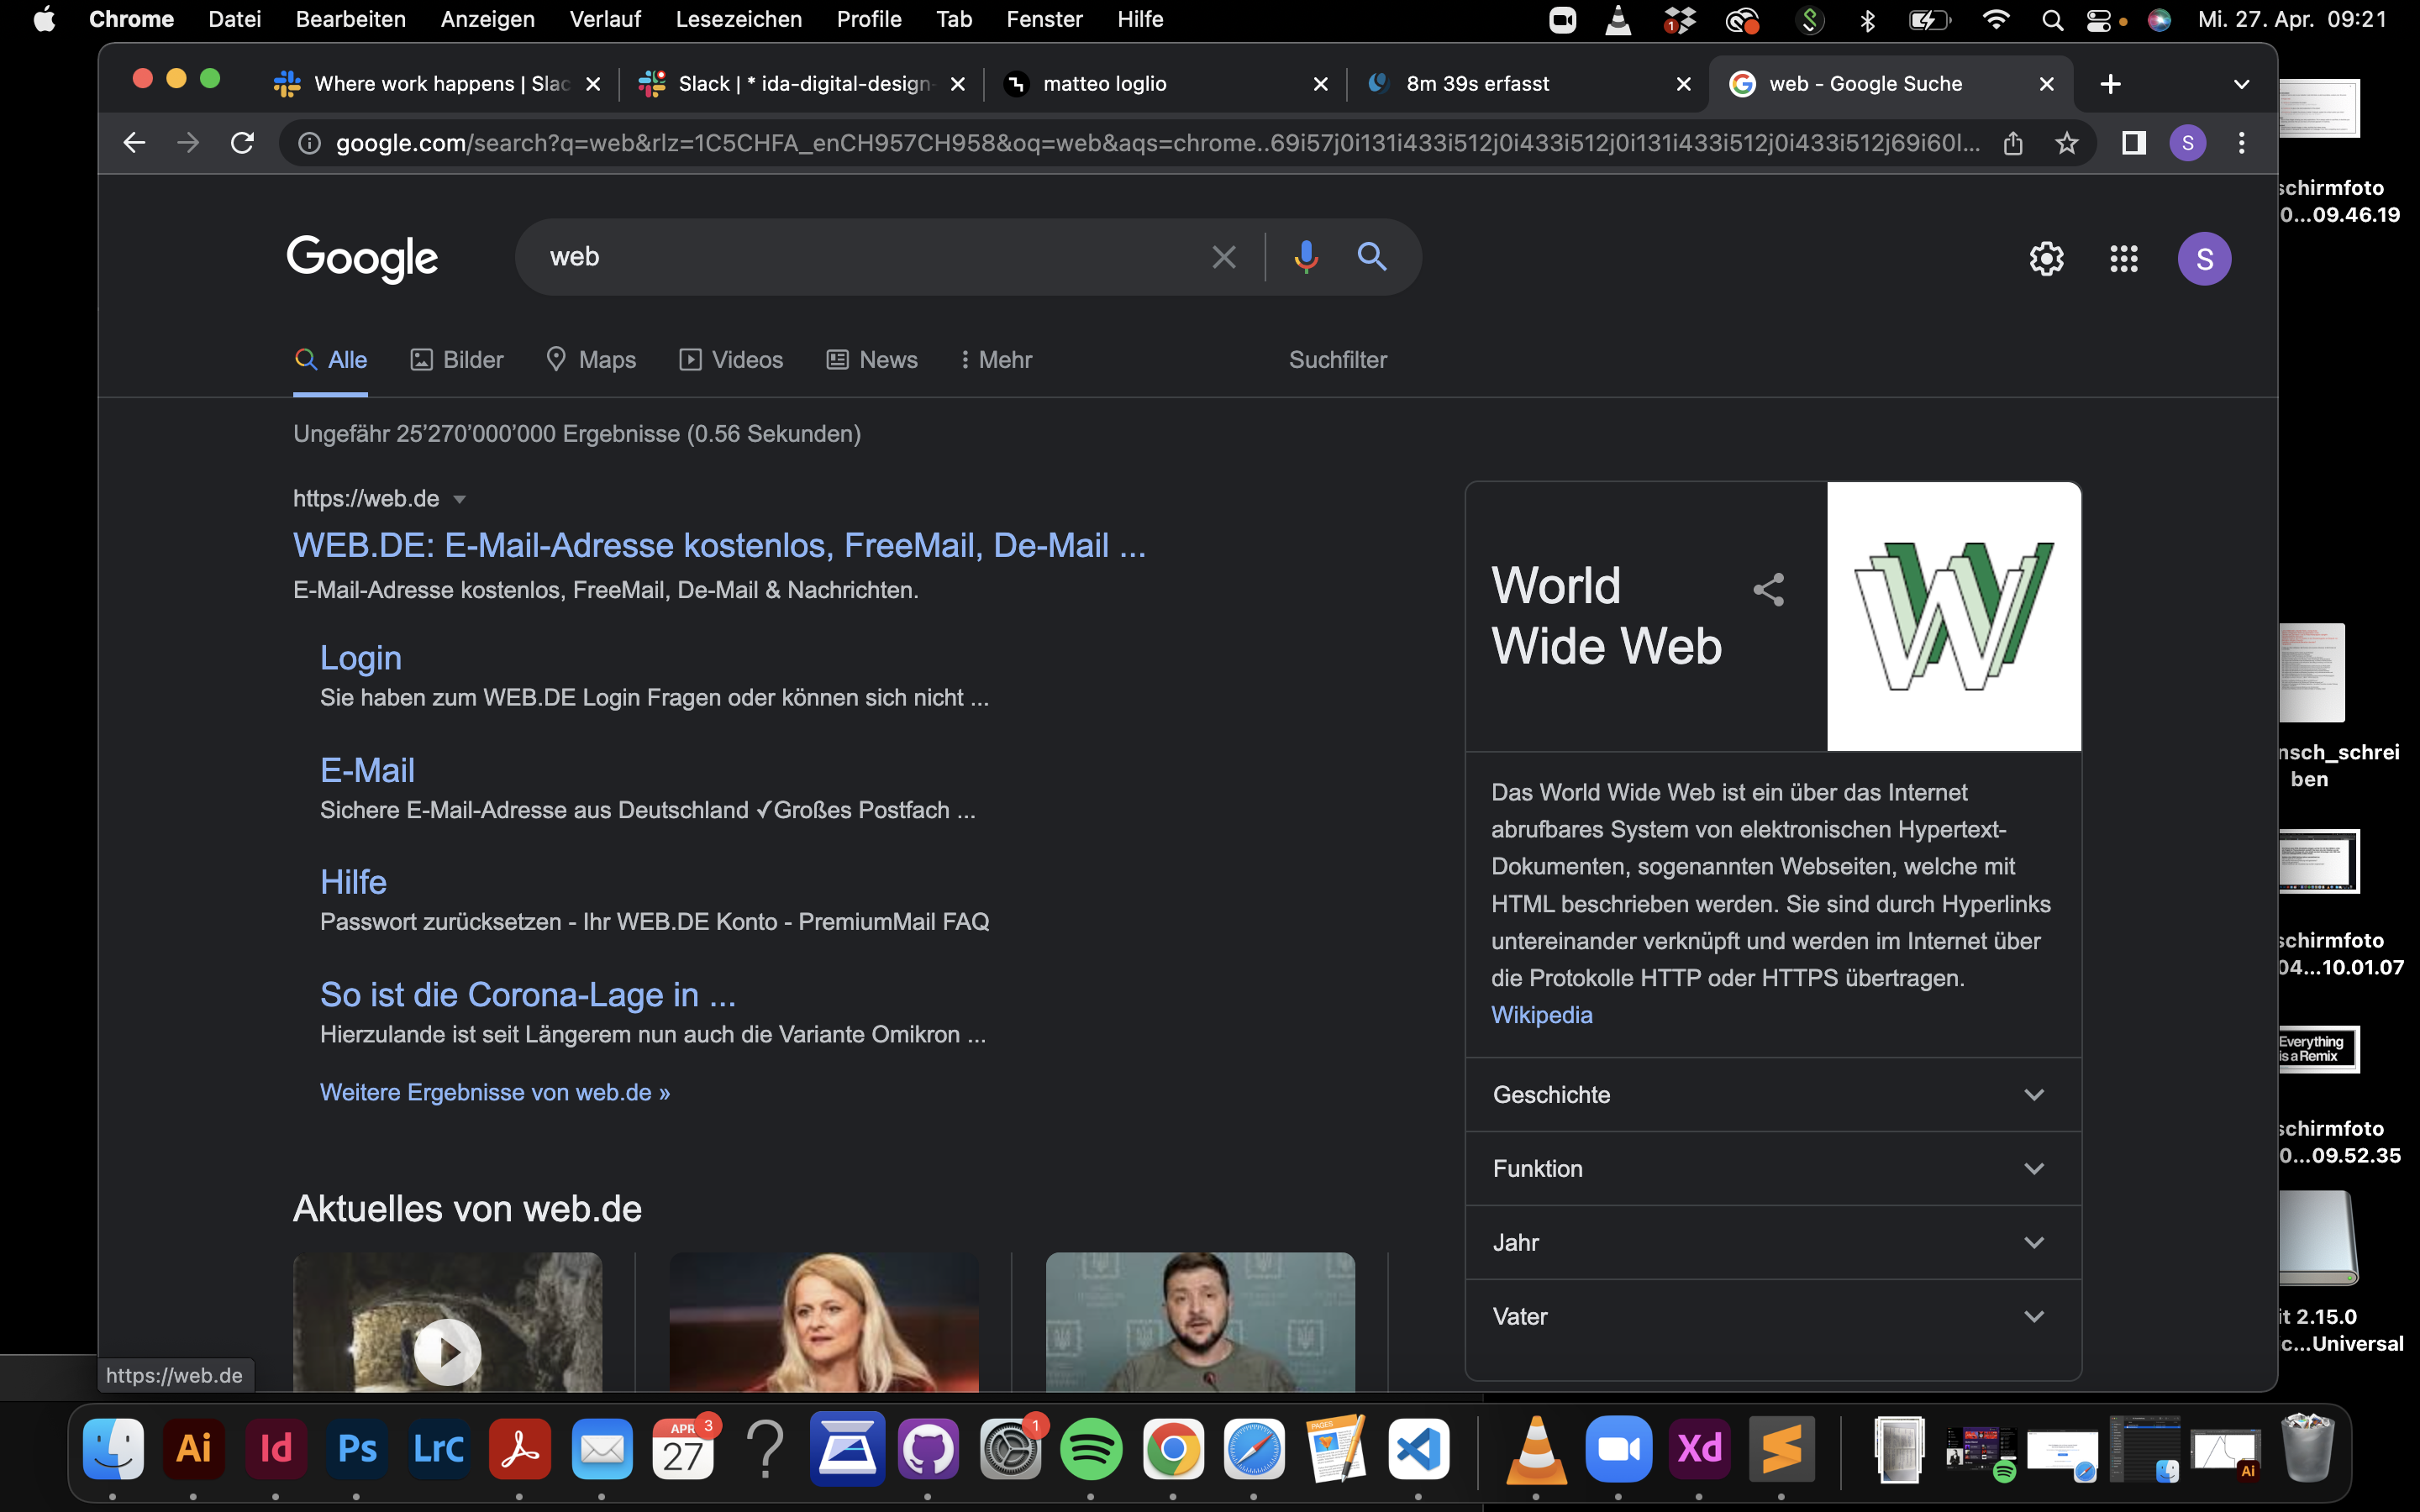 Chrome Datei Bearbeiten Anzeigen Verlauf Lesezeichen Profile Tab Fenster Hilfe
1
Mi. 27. Apr. 09:21
Where work happens | Slac
Slack | * ida-digital-design-
matteo loglio
8m 39s erfasst
web - Google Suche
google.com/search?q=web&rlz=1C5CHFA_enCH957CH958&oq=web&aqs=chrome..69i57j0i131i433i512j0i433i512j0i131i433i512j0i433i512j69i60l...
S
Google
web
S
Alle
Bilder
Maps
Videos
News
Mehr
Suchfilter
Ungefähr 25’270’000’000 Ergebnisse (0.56 Sekunden)
https://web.de
WEB.DE: E-Mail-Adresse kostenlos, FreeMail, De-Mail ...
E-Mail-Adresse kostenlos, FreeMail, De-Mail & Nachrichten.
Login
Sie haben zum WEB.DE Login Fragen oder können sich nicht ...
E-Mail
Sichere E-Mail-Adresse aus Deutschland ✓Großes Postfach ...
Hilfe
Passwort zurücksetzen - Ihr WEB.DE Konto - PremiumMail FAQ
So ist die Corona-Lage in ...
Hierzulande ist seit Längerem nun auch die Variante Omikron ...
Weitere Ergebnisse von web.de »
Aktuelles von web.de
https://web.de
World
Wide Web
Das World Wide Web ist ein über das Internet
abrufbares System von elektronischen Hypertext-
Dokumenten, sogenannten Webseiten, welche mit
HTML beschrieben werden. Sie sind durch Hyperlinks
untereinander verknüpft und werden im Internet über
die Protokolle HTTP oder HTTPS übertragen.
Wikipedia
Geschichte
Funktion
Jahr
Vater
schirmfoto
0...09.46.19
nsch_schrei
ben
schirmfoto
04...10.01.07
Everything
is a Remix
schirmfoto
0...09.52.35
it 2.15.0
c...Universal
Ai
Id
Ps
LrC
APR
3
27
1
PAGES
Xd
Ai